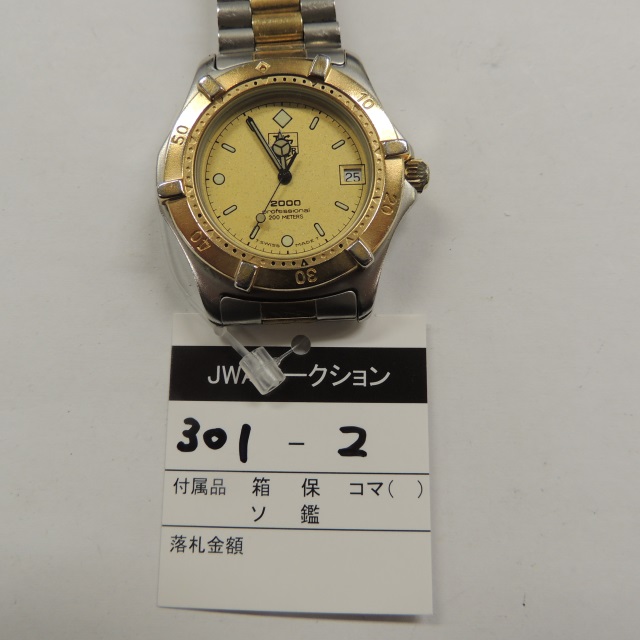 10
50
25
2000
professional
200 METERS
20
40
SWISS MADE
30
JWAオークション
301 - 2
付属品 箱 保 コマ( )
ソ 鑑
落札金額